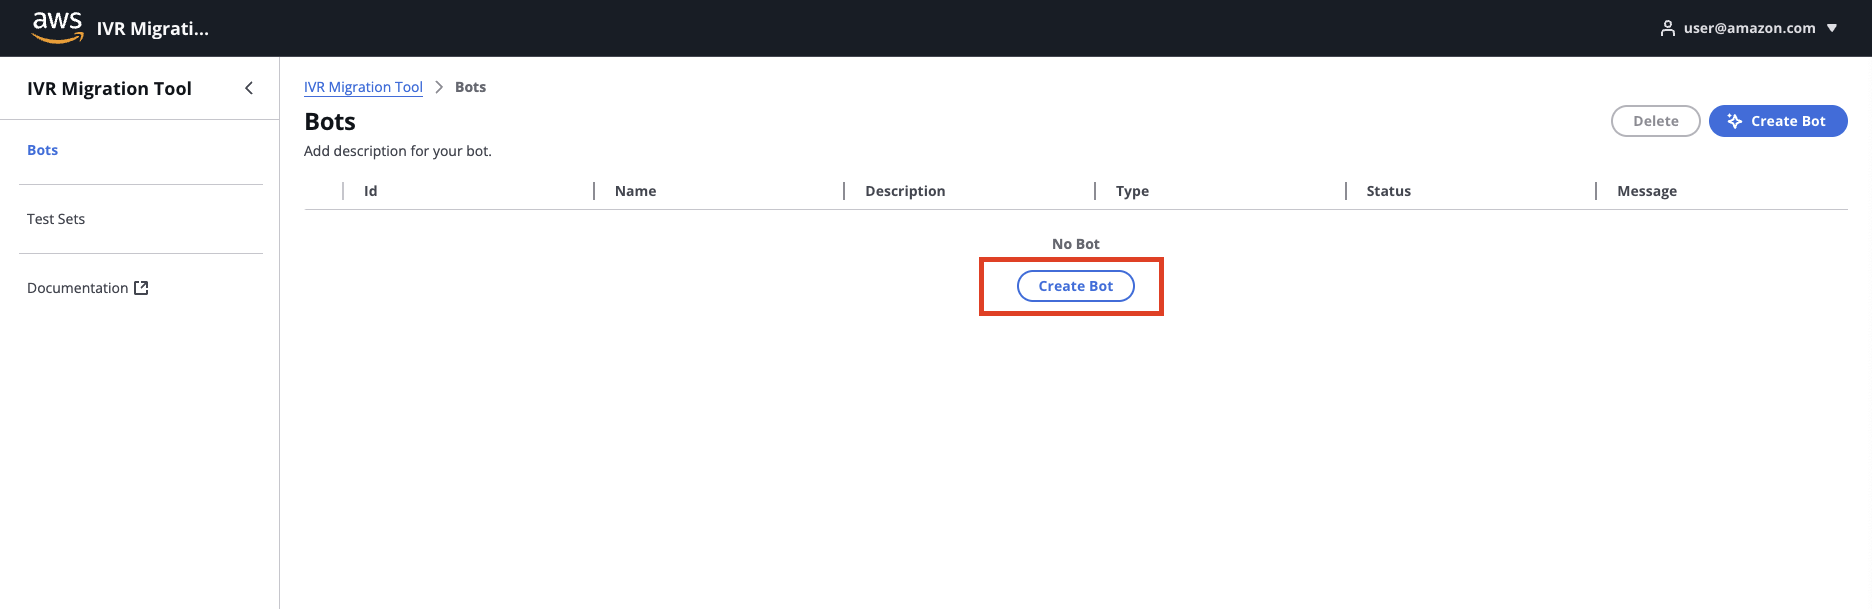 aws IVR Migrati... user@amazon.com
IVR Migration Tool
Bots
Test Sets
Documentation
IVR Migration Tool > Bots
Bots
Delete Create Bot
Add description for your bot.
Id Name Description Type Status Message
No Bot
Create Bot